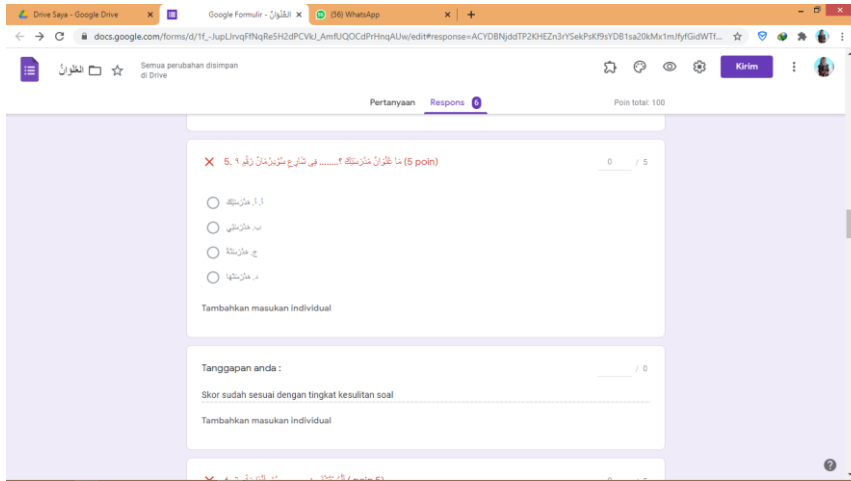 Drive Saya - Google Drive
Google Formulir - العُنْوَانُ
(56) WhatsApp
docs.google.com/forms/d/1f_-JupLJrvqFfNqRe5H2dPCVkJ_AmfUQOCdPrHnqAUw/edit#response=ACYDBNjddTP2KHEZn3rYSekPsKf9sYDB1sa20kMx1mJfyfGidWTf...
العُنْوَانُ
Semua perubahan disimpan
di Drive
Kirim
Pertanyaan Respons 6
Poin total: 100
5. مَا عُنْوَانُ مَدْرَسَتِكَ ؟........ فِي شَارِعِ سُوْدِيْرْمَانْ رَقْم ٩ (5 poin)
0 / 5
أ. أ. مَدْرَسَتُكَ
ب. مَدْرَسَتِي
ج. مَدْرَسَتُهُ
د. مَدْرَسَتُهَا
Tambahkan masukan individual
Tanggapan anda :
/ 0
Skor sudah sesuai dengan tingkat kesulitan soal
Tambahkan masukan individual